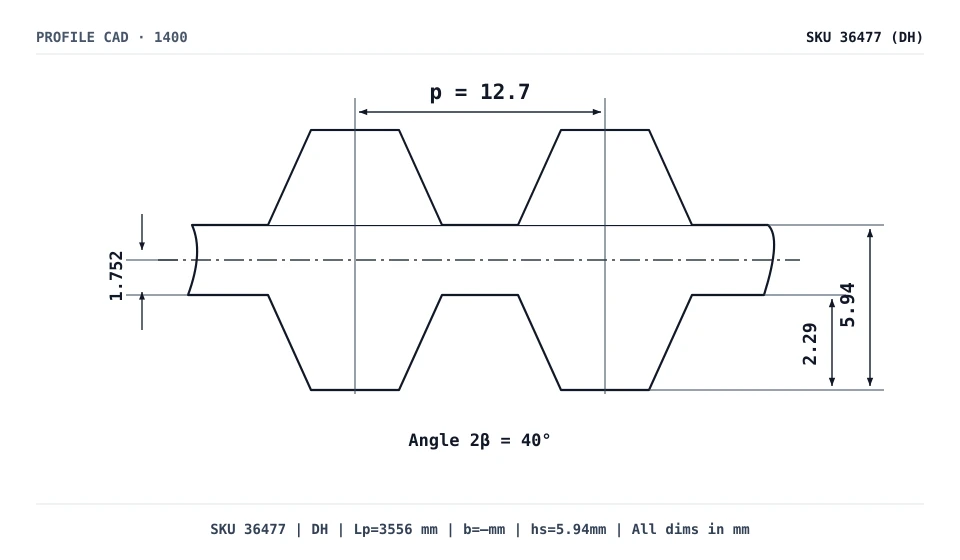 PROFILE CAD · 1400
SKU 36477 (DH)
p = 12.7
1.752
5.94
2.29
Angle 2β = 40°
SKU 36477 | DH | Lp=3556 mm | b=—mm | hs=5.94mm | All dims in mm